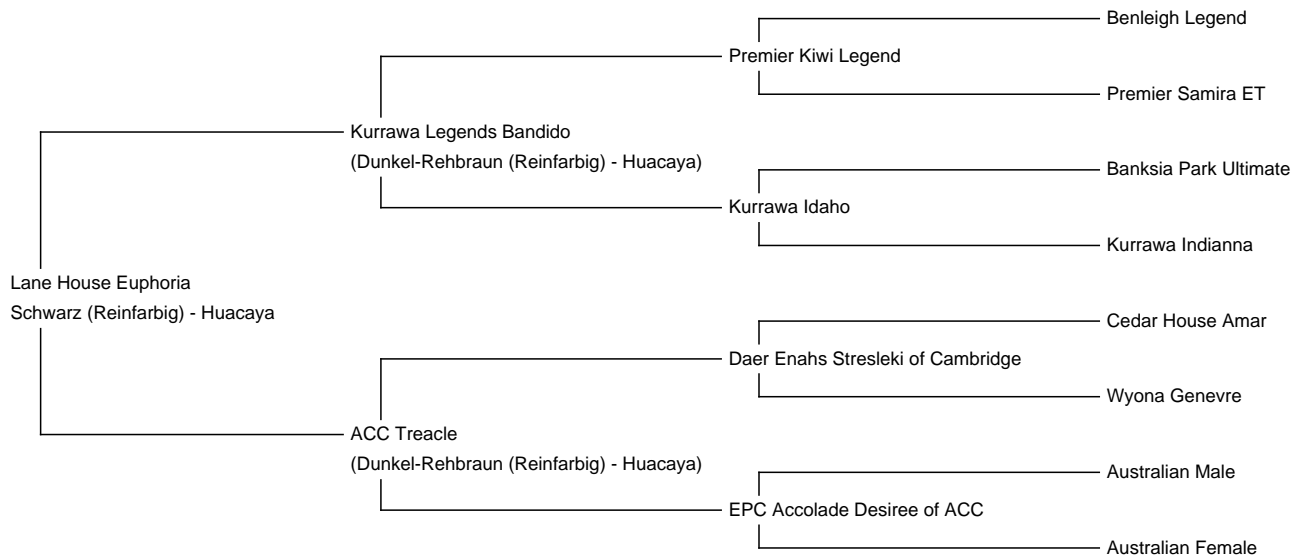 Benleigh Legend
Premier Kiwi Legend
Premier Samira ET
Kurrawa Legends Bandido
(Dunkel-Rehbraun (Reinfarbig) - Huacaya)
Banksia Park Ultimate
Kurrawa Idaho
Kurrawa Indianna
Lane House Euphoria
Schwarz (Reinfarbig) - Huacaya
Cedar House Amar
Daer Enahs Stresleki of Cambridge
Wyona Genevre
ACC Treacle
(Dunkel-Rehbraun (Reinfarbig) - Huacaya)
Australian Male
EPC Accolade Desiree of ACC
Australian Female